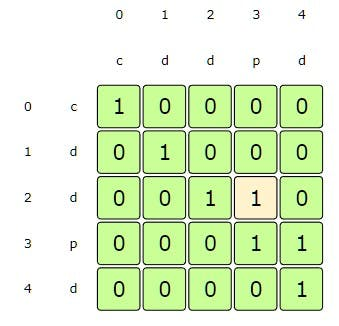 0 1 2 3 4
c d d p d
0 c 1 0 0 0 0
1 d 0 1 0 0 0
2 d 0 0 1 1 0
3 p 0 0 0 1 1
4 d 0 0 0 0 1